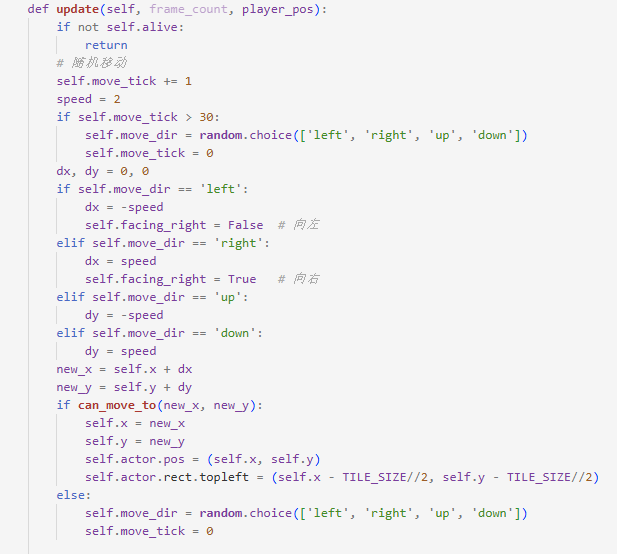 def update(self, frame_count, player_pos):
    if not self.alive:
        return
    # 随机移动
    self.move_tick += 1
    speed = 2
    if self.move_tick > 30:
        self.move_dir = random.choice(['left', 'right', 'up', 'down'])
        self.move_tick = 0
    dx, dy = 0, 0
    if self.move_dir == 'left':
        dx = -speed
        self.facing_right = False  # 向左
    elif self.move_dir == 'right':
        dx = speed
        self.facing_right = True   # 向右
    elif self.move_dir == 'up':
        dy = -speed
    elif self.move_dir == 'down':
        dy = speed
    new_x = self.x + dx
    new_y = self.y + dy
    if can_move_to(new_x, new_y):
        self.x = new_x
        self.y = new_y
        self.actor.pos = (self.x, self.y)
        self.actor.rect.topleft = (self.x - TILE_SIZE//2, self.y - TILE_SIZE//2)
    else:
        self.move_dir = random.choice(['left', 'right', 'up', 'down'])
        self.move_tick = 0